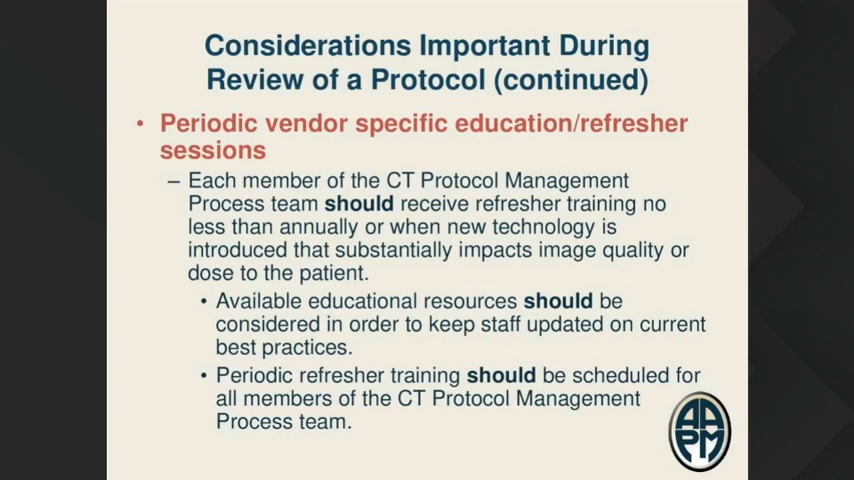 Considerations Important During
Review of a Protocol (continued)
• Periodic vendor specific education/refresher
sessions
– Each member of the CT Protocol Management
Process team should receive refresher training no
less than annually or when new technology is
introduced that substantially impacts image quality or
dose to the patient.
• Available educational resources should be
considered in order to keep staff updated on current
best practices.
• Periodic refresher training should be scheduled for
all members of the CT Protocol Management
Process team.
AA
PM